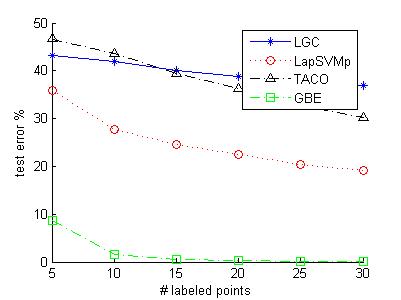 50
40
30
20
10
0
test error %
LGC
LapSVMp
TACO
GBE
5 10 15 20 25 30
# labeled points